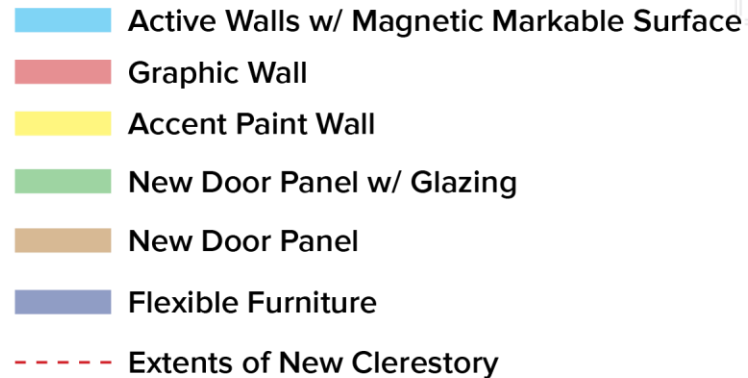 Active Walls w/ Magnetic Markable Surface
Graphic Wall
Accent Paint Wall
New Door Panel w/ Glazing
New Door Panel
Flexible Furniture
Extents of New Clerestory